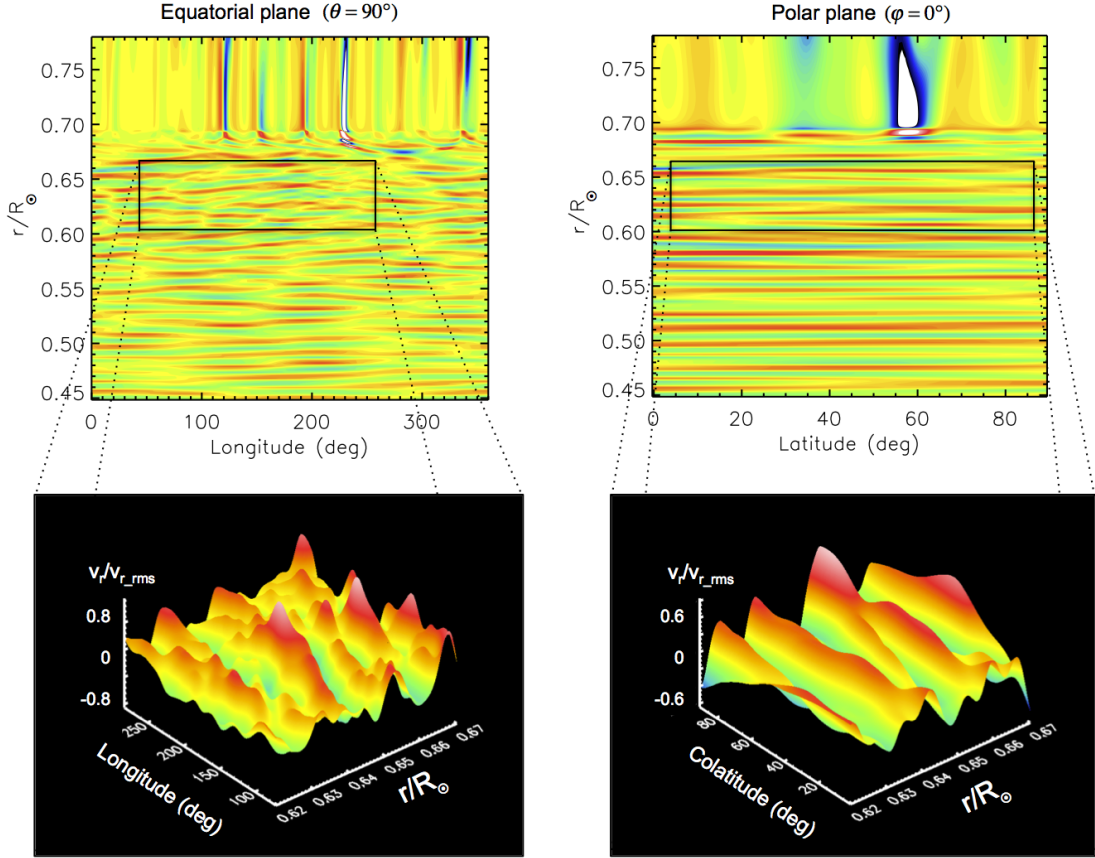 Equatorial plane (θ = 90°)
Polar plane (φ = 0°)
0.75
0.70
0.65
0.60
0.55
0.50
0.45
r/R☉
0 100 200 300
Longitude (deg)
0.75
0.70
0.65
0.60
0.55
0.50
0.45
r/R☉
0 20 40 60 80
Latitude (deg)
v_r/v_r_rms
0.8
0
-0.8
250 200 150 100
Longitude (deg)
0.62 0.63 0.64 0.65 0.66 0.67
r/R☉
v_r/v_r_rms
0.6
0
-0.6
80 60 40 20
Colatitude (deg)
0.62 0.63 0.64 0.65 0.66 0.67
r/R☉